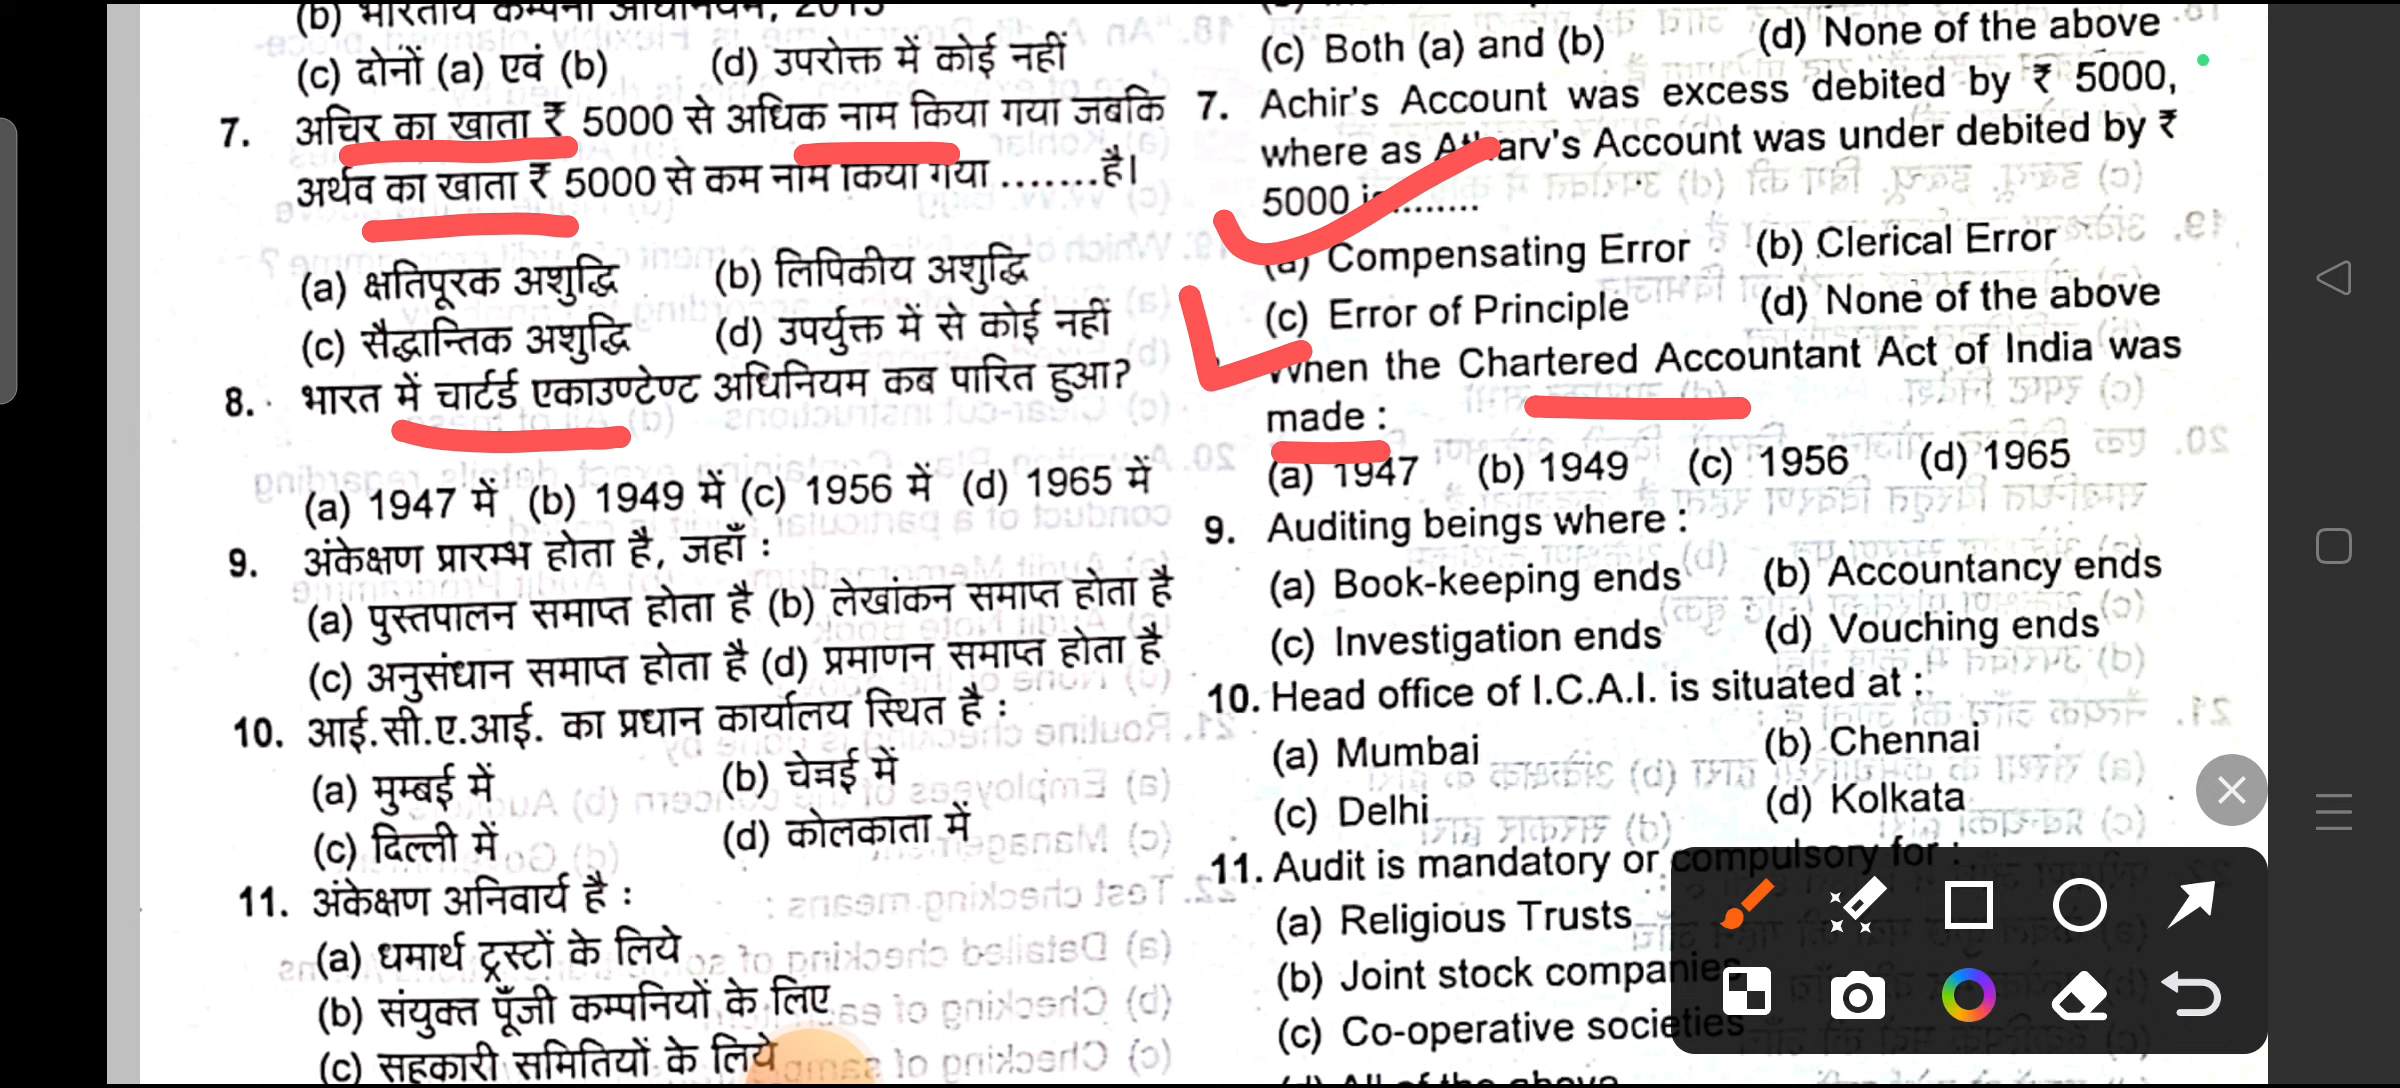 (c) दोनों (a) एवं (b) (d) उपरोक्त में कोई नहीं
7. अचिर का खाता ₹ 5000 से अधिक नाम किया गया जबकि
अर्थव का खाता ₹ 5000 से कम नाम किया गया .......है।
(a) क्षतिपूरक अशुद्धि (b) लिपिकीय अशुद्धि
(c) सैद्धान्तिक अशुद्धि (d) उपर्युक्त में से कोई नहीं
8. भारत में चार्टर्ड एकाउण्टेण्ट अधिनियम कब पारित हुआ?
(a) 1947 में (b) 1949 में (c) 1956 में (d) 1965 में
9. अंकेक्षण प्रारम्भ होता है, जहाँ :
(a) पुस्तपालन समाप्त होता है (b) लेखांकन समाप्त होता है
(c) अनुसंधान समाप्त होता है (d) प्रमाणन समाप्त होता है
10. आई.सी.ए.आई. का प्रधान कार्यालय स्थित है :
(a) मुम्बई में (b) चेन्नई में
(c) दिल्ली में (d) कोलकाता में
11. अंकेक्षण अनिवार्य है :
(a) धमार्थ ट्रस्टों के लिये
(b) संयुक्त पूँजी कम्पनियों के लिए
(c) सहकारी समितियों के लिये
(c) Both (a) and (b) (d) None of the above
7. Achir's Account was excess debited by ₹ 5000,
where as Atharv's Account was under debited by ₹
5000 is.........
(a) Compensating Error (b) Clerical Error
(c) Error of Principle (d) None of the above
When the Chartered Accountant Act of India was
made :
(a) 1947 (b) 1949 (c) 1956 (d) 1965
9. Auditing beings where :
(a) Book-keeping ends (b) Accountancy ends
(c) Investigation ends (d) Vouching ends
10. Head office of I.C.A.I. is situated at :
(a) Mumbai (b) Chennai
(c) Delhi (d) Kolkata
11. Audit is mandatory or compulsory for :
(a) Religious Trusts
(b) Joint stock companies
(c) Co-operative societies
(d) All of the above